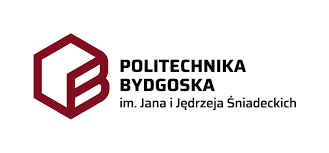 POLITECHNIKA
BYDGOSKA
im. Jana i Jędrzeja Śniadeckich